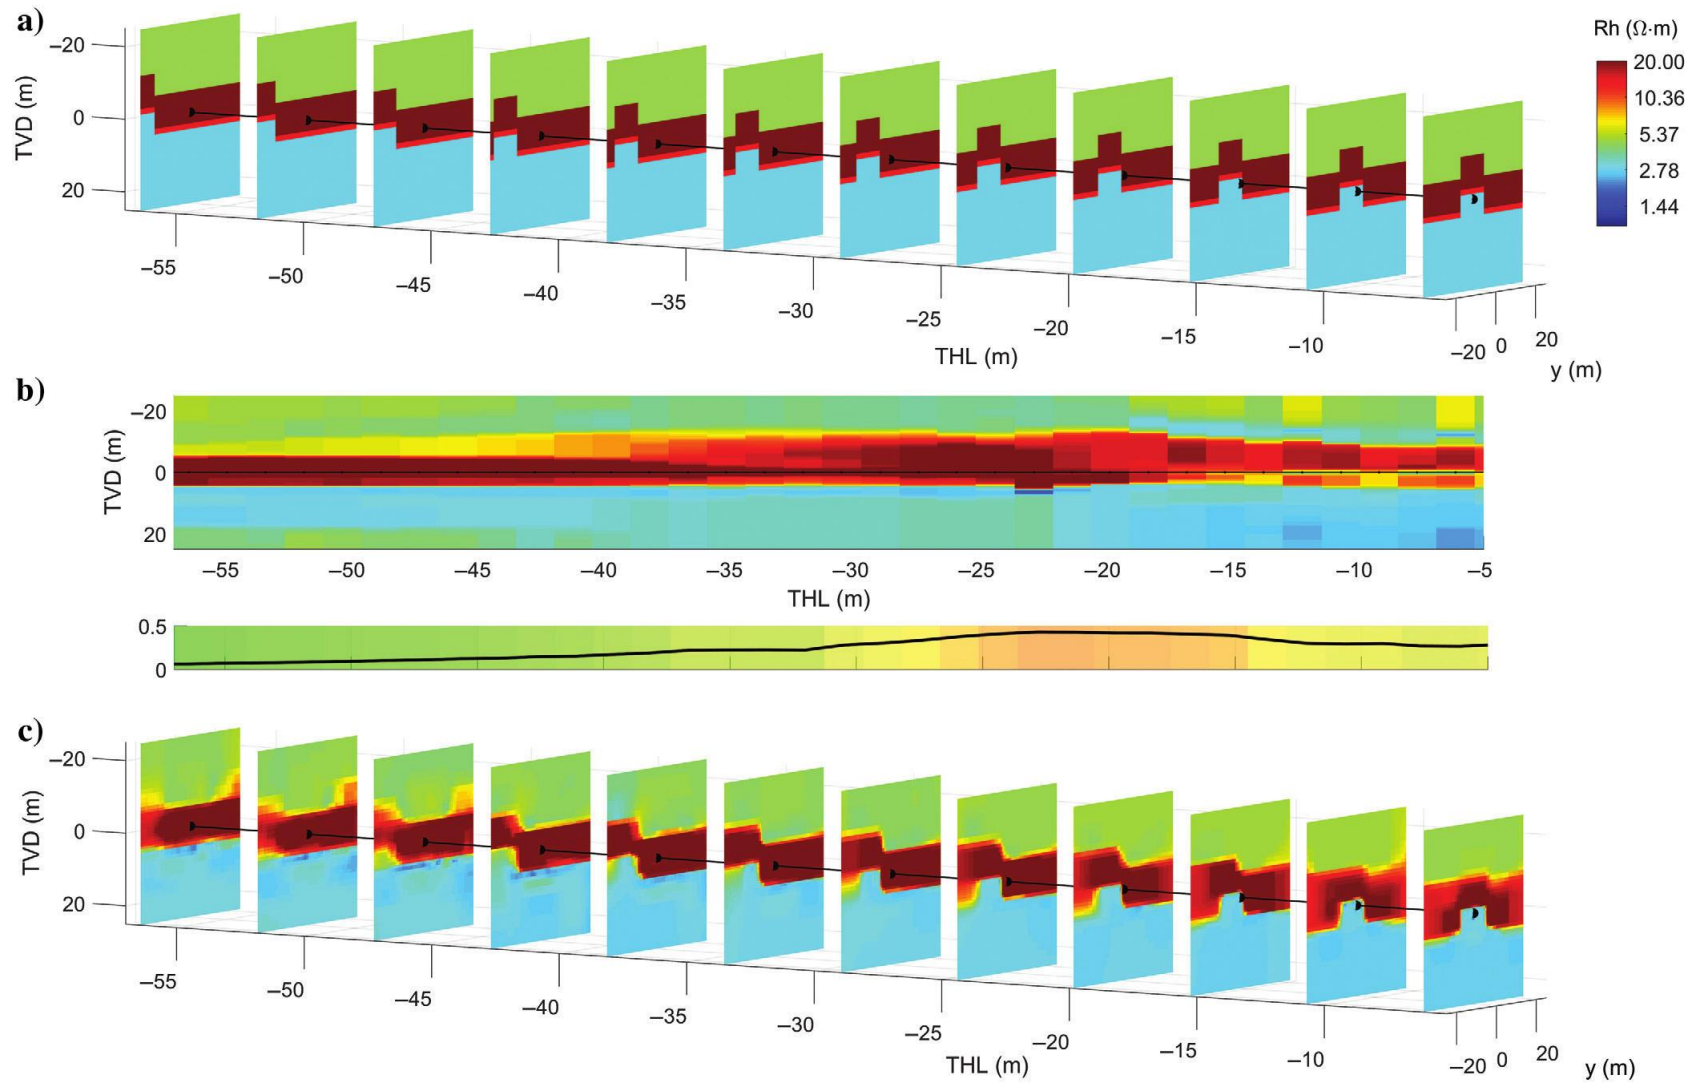 a)
Rh (Ω·m)
20.00
10.36
5.37
2.78
1.44
TVD (m)
–20
0
20
–55
–50
–45
–40
–35
–30
–25
–20
–15
–10
THL (m)
–20 0 20
y (m)
b)
TVD (m)
–20
0
20
–55 –50 –45 –40 –35 –30 –25 –20 –15 –10 –5
THL (m)
0.5
0
c)
TVD (m)
–20
0
20
–55
–50
–45
–40
–35
–30
–25
–20
–15
–10
THL (m)
–20 0 20
y (m)